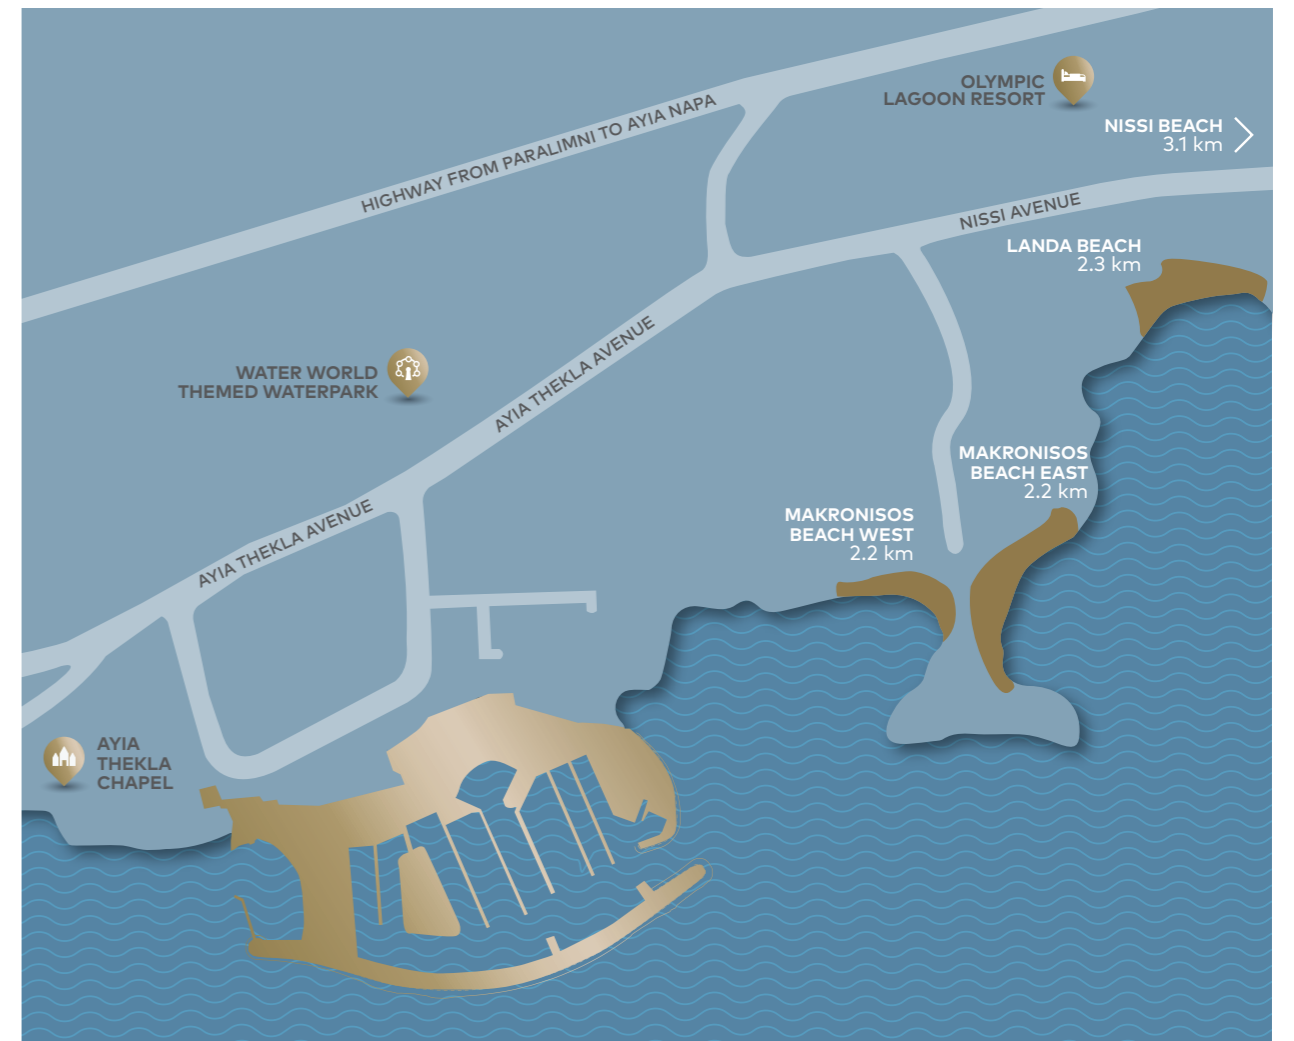 OLYMPIC
LAGOON RESORT
HIGHWAY FROM PARALIMNI TO AYIA NAPA
NISSI BEACH
3.1 km
NISSI AVENUE
LANDA BEACH
2.3 km
AYIA THEKLA AVENUE
WATER WORLD
THEMED WATERPARK
MAKRONISOS
BEACH EAST
2.2 km
MAKRONISOS
BEACH WEST
2.2 km
AYIA THEKLA AVENUE
AYIA
THEKLA
CHAPEL